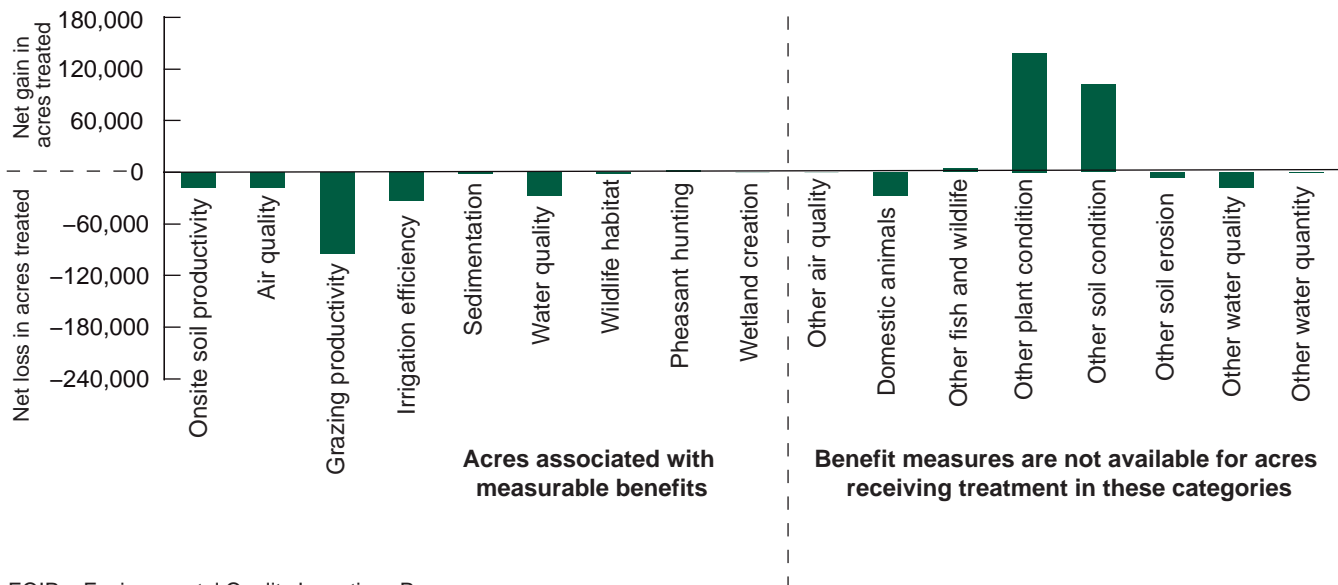 Net gain in
acres treated
180,000
120,000
60,000
0
−60,000
−120,000
−180,000
−240,000
Net loss in acres treated
Onsite soil productivity
Air quality
Grazing productivity
Irrigation efficiency
Sedimentation
Water quality
Wildlife habitat
Pheasant hunting
Wetland creation
Other air quality
Domestic animals
Other fish and wildlife
Other plant condition
Other soil condition
Other soil erosion
Other water quality
Other water quantity
Acres associated with
measurable benefits
Benefit measures are not available for acres
receiving treatment in these categories